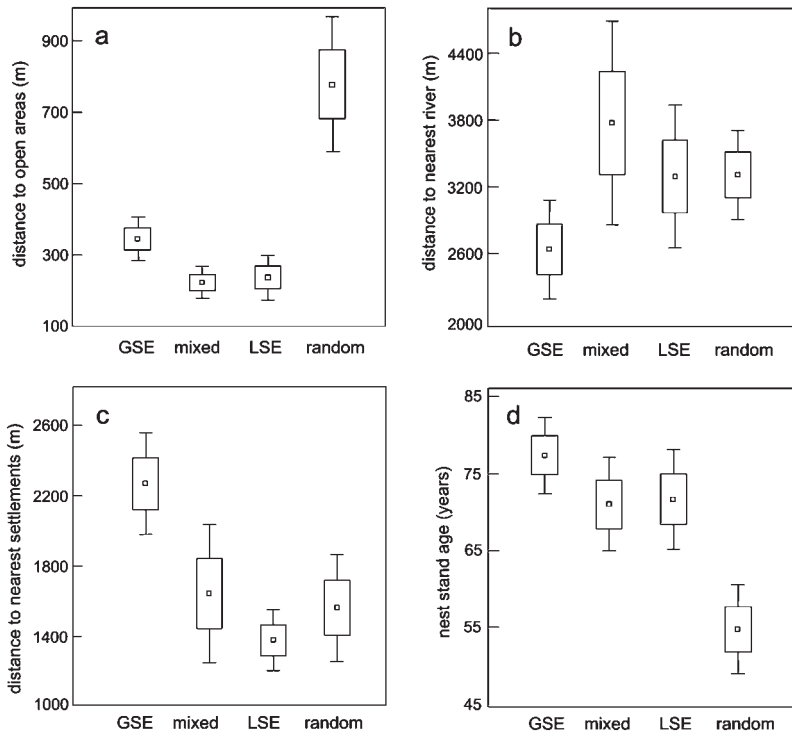 a
distance to open areas (m)
900
700
500
300
100
GSE mixed LSE random
b
distance to nearest river (m)
4400
3800
3200
2600
2000
GSE mixed LSE random
c
distance to nearest settlements (m)
2600
2200
1800
1400
1000
GSE mixed LSE random
d
nest stand age (years)
85
75
65
55
45
GSE mixed LSE random